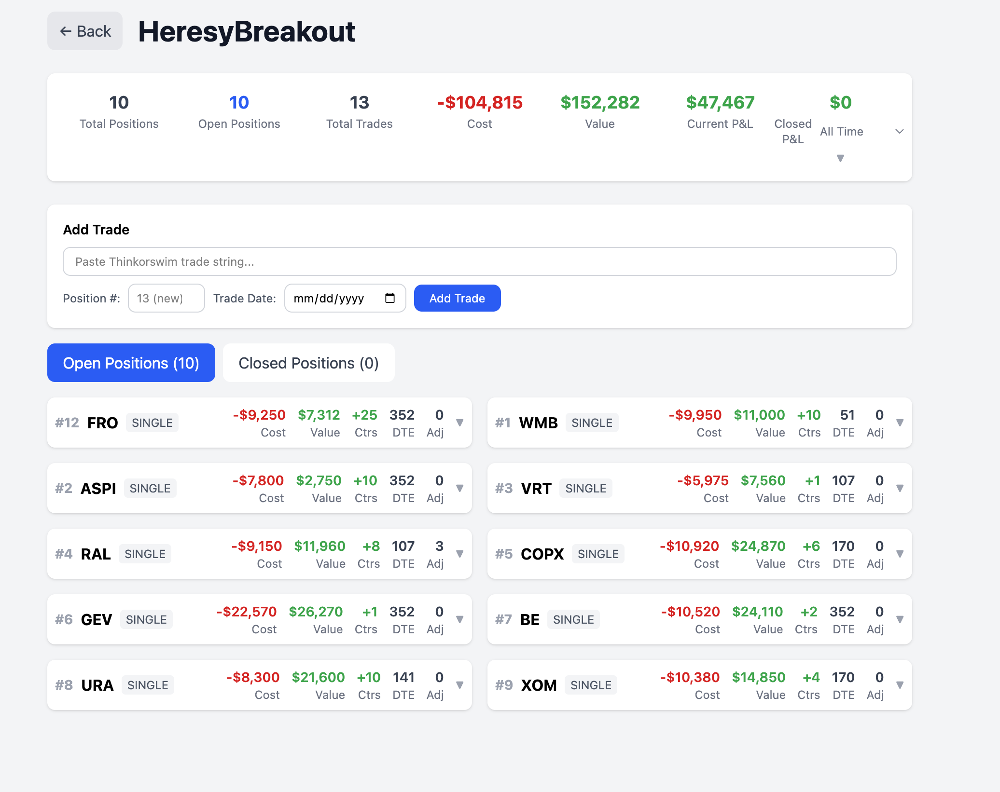 ← Back
HeresyBreakout
10
Total Positions
10
Open Positions
13
Total Trades
-$104,815
Cost
$152,282
Value
$47,467
Current P&L
$0
Closed P&L
All Time
▼
Add Trade
Paste Thinkorswim trade string...
Position #: 13 (new) Trade Date: mm/dd/yyyy Add Trade
Open Positions (10) Closed Positions (0)
#12 FRO SINGLE -$9,250 $7,312 +25 352 0 ▼
Cost Value Ctrs DTE Adj
#1 WMB SINGLE -$9,950 $11,000 +10 51 0 ▼
Cost Value Ctrs DTE Adj
#2 ASPI SINGLE -$7,800 $2,750 +10 352 0 ▼
Cost Value Ctrs DTE Adj
#3 VRT SINGLE -$5,975 $7,560 +1 107 0 ▼
Cost Value Ctrs DTE Adj
#4 RAL SINGLE -$9,150 $11,960 +8 107 3 ▼
Cost Value Ctrs DTE Adj
#5 COPX SINGLE -$10,920 $24,870 +6 170 0 ▼
Cost Value Ctrs DTE Adj
#6 GEV SINGLE -$22,570 $26,270 +1 352 0 ▼
Cost Value Ctrs DTE Adj
#7 BE SINGLE -$10,520 $24,110 +2 352 0 ▼
Cost Value Ctrs DTE Adj
#8 URA SINGLE -$8,300 $21,600 +10 141 0 ▼
Cost Value Ctrs DTE Adj
#9 XOM SINGLE -$10,380 $14,850 +4 170 0 ▼
Cost Value Ctrs DTE Adj